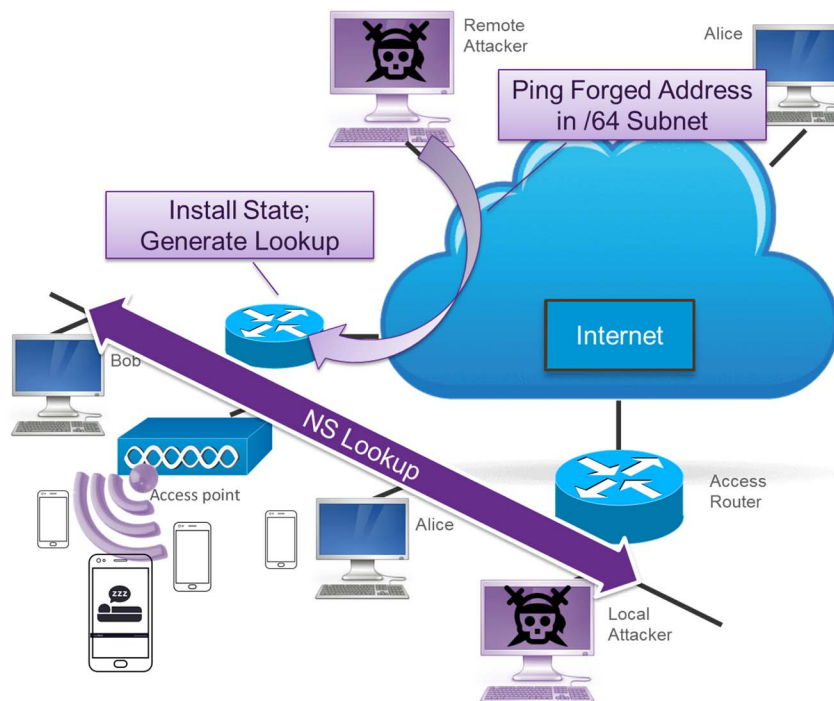 Remote
Attacker
Alice
Ping Forged Address
in /64 Subnet
Install State;
Generate Lookup
Internet
Bob
NS Lookup
Access point
Access
Router
Alice
zzz
Local
Attacker